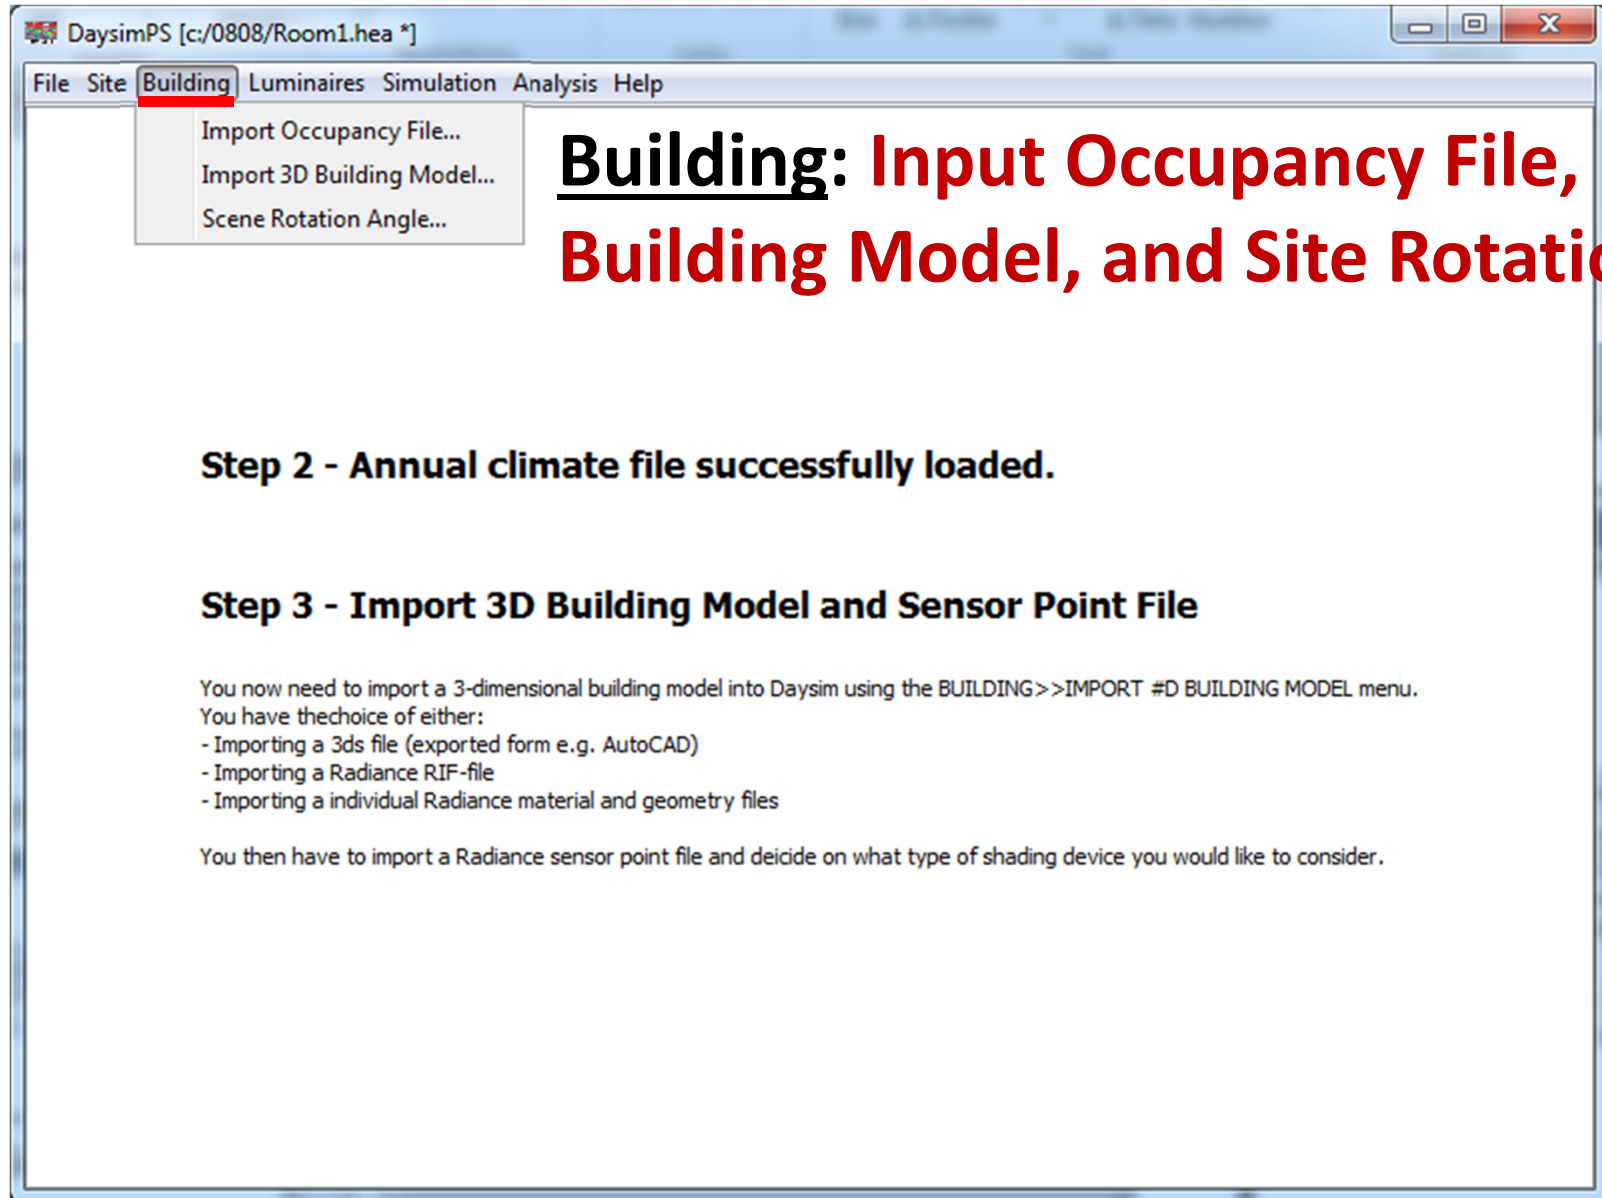 DaysimPS [c:/0808/Room1.hea *]
File Site Building Luminaires Simulation Analysis Help
Import Occupancy File...
Import 3D Building Model...
Scene Rotation Angle...
Building: Input Occupancy File,
Building Model, and Site Rotatio
Step 2 - Annual climate file successfully loaded.
Step 3 - Import 3D Building Model and Sensor Point File
You now need to import a 3-dimensional building model into Daysim using the BUILDING>>IMPORT #D BUILDING MODEL menu.
You have thechoice of either:
- Importing a 3ds file (exported form e.g. AutoCAD)
- Importing a Radiance RIF-file
- Importing a individual Radiance material and geometry files
You then have to import a Radiance sensor point file and deicide on what type of shading device you would like to consider.